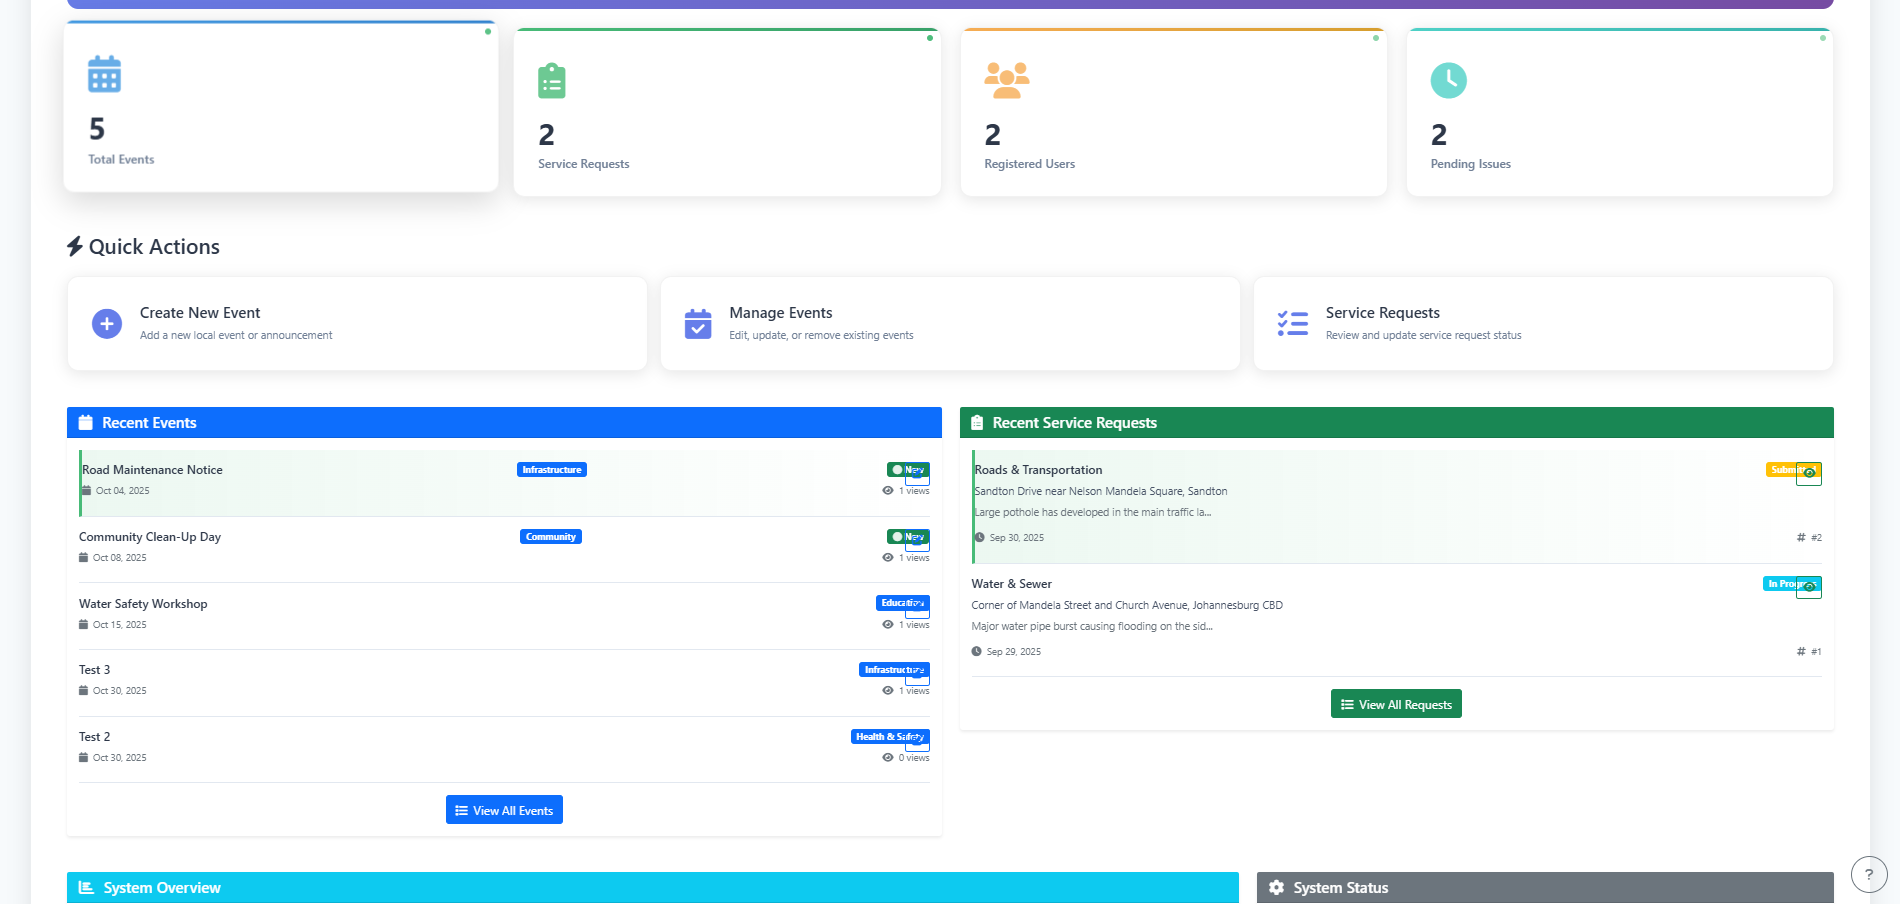 5
Total Events
2
Service Requests
2
Registered Users
2
Pending Issues
Quick Actions
Create New Event
Add a new local event or announcement
Manage Events
Edit, update, or remove existing events
Service Requests
Review and update service request status
Recent Events
Road Maintenance Notice
Infrastructure
New
Oct 04, 2025
1 views
Community Clean-Up Day
Community
New
Oct 08, 2025
1 views
Water Safety Workshop
Education
Oct 15, 2025
1 views
Test 3
Infrastructure
Oct 30, 2025
1 views
Test 2
Health & Safety
Oct 30, 2025
0 views
View All Events
Recent Service Requests
Roads & Transportation
Submitted
Sandton Drive near Nelson Mandela Square, Sandton
Large pothole has developed in the main traffic la...
Sep 30, 2025
# #2
Water & Sewer
In Progress
Corner of Mandela Street and Church Avenue, Johannesburg CBD
Major water pipe burst causing flooding on the sid...
Sep 29, 2025
# #1
View All Requests
System Overview
System Status
?